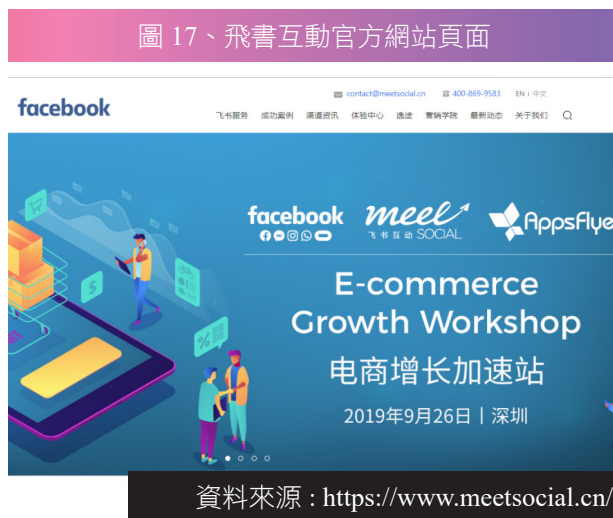 圖 17、飛書互動官方網站頁面
contact@meetsocial.cn 400-869-9583 EN | 中文
facebook
飞书服务 成功案例 渠道资讯 体验中心 逸途 营销学院 最新动态 关于我们
facebook meet SOCIAL 飞书互动 AppsFlye
E-commerce
Growth Workshop
电商增长加速站
2019年9月26日丨深圳
資料來源 : https://www.meetsocial.cn/